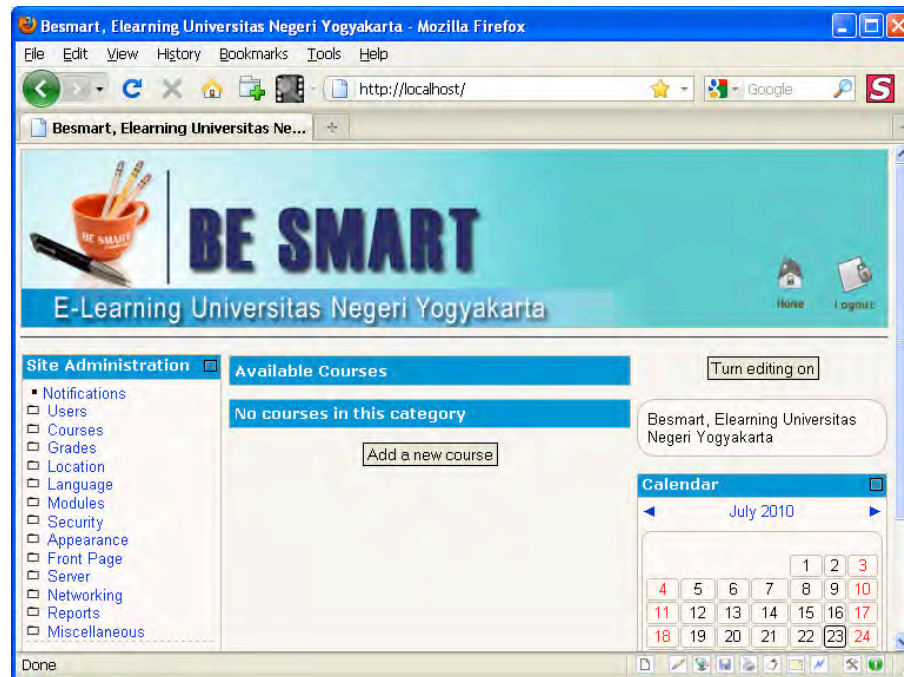 Besmart, Elearning Universitas Negeri Yogyakarta - Mozilla Firefox
File Edit View History Bookmarks Tools Help
http://localhost/
Google
S
Besmart, Elearning Universitas Ne...
BE SMART
BE SMART
E-Learning Universitas Negeri Yogyakarta
Home Logout
Site Administration
Notifications
Users
Courses
Grades
Location
Language
Modules
Security
Appearance
Front Page
Server
Networking
Reports
Miscellaneous
Available Courses
No courses in this category
Add a new course
Turn editing on
Besmart, Elearning Universitas
Negeri Yogyakarta
Calendar
July 2010
1 2 3
4 5 6 7 8 9 10
11 12 13 14 15 16 17
18 19 20 21 22 23 24
Done